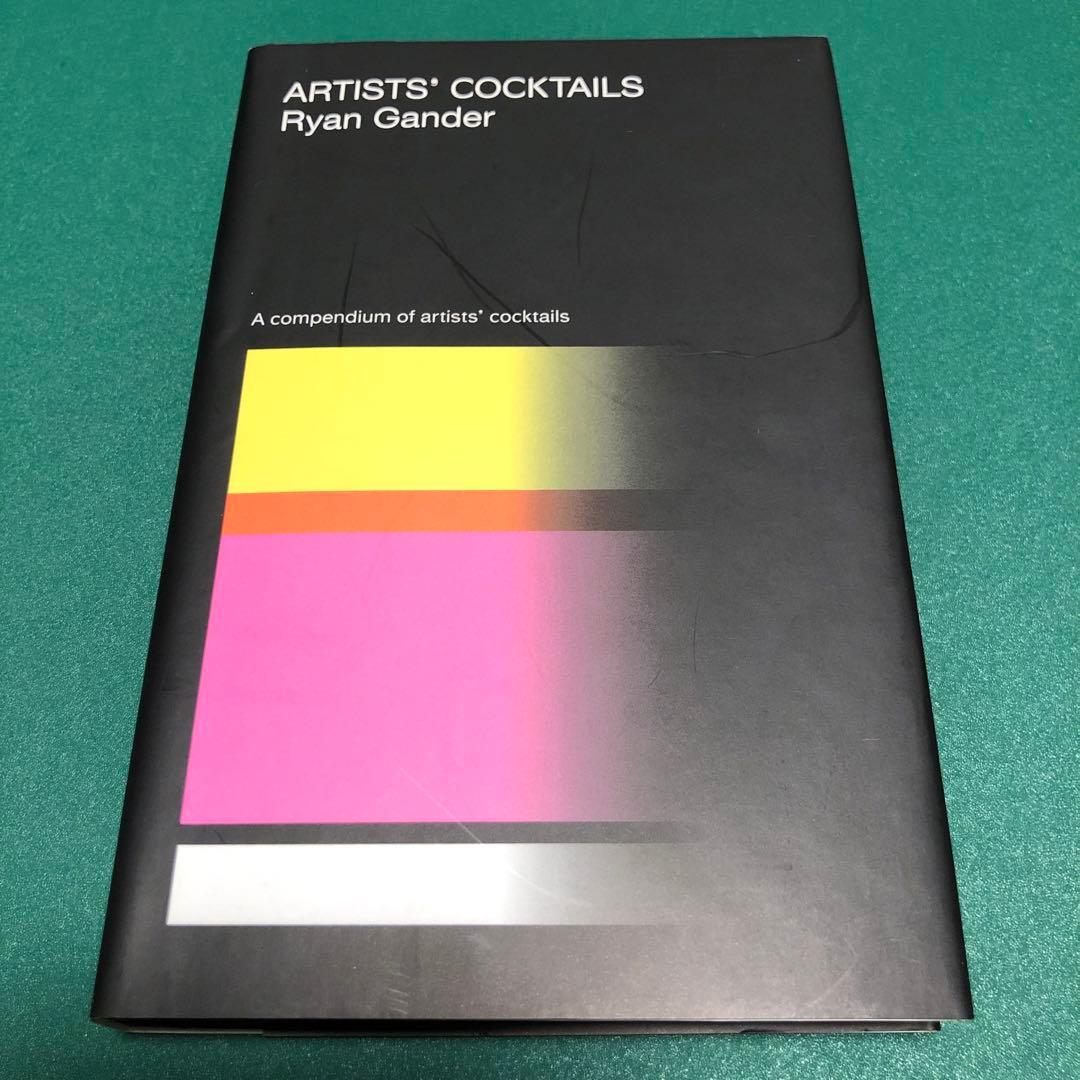 ARTISTS’ COCKTAILS
Ryan Gander
A compendium of artists’ cocktails